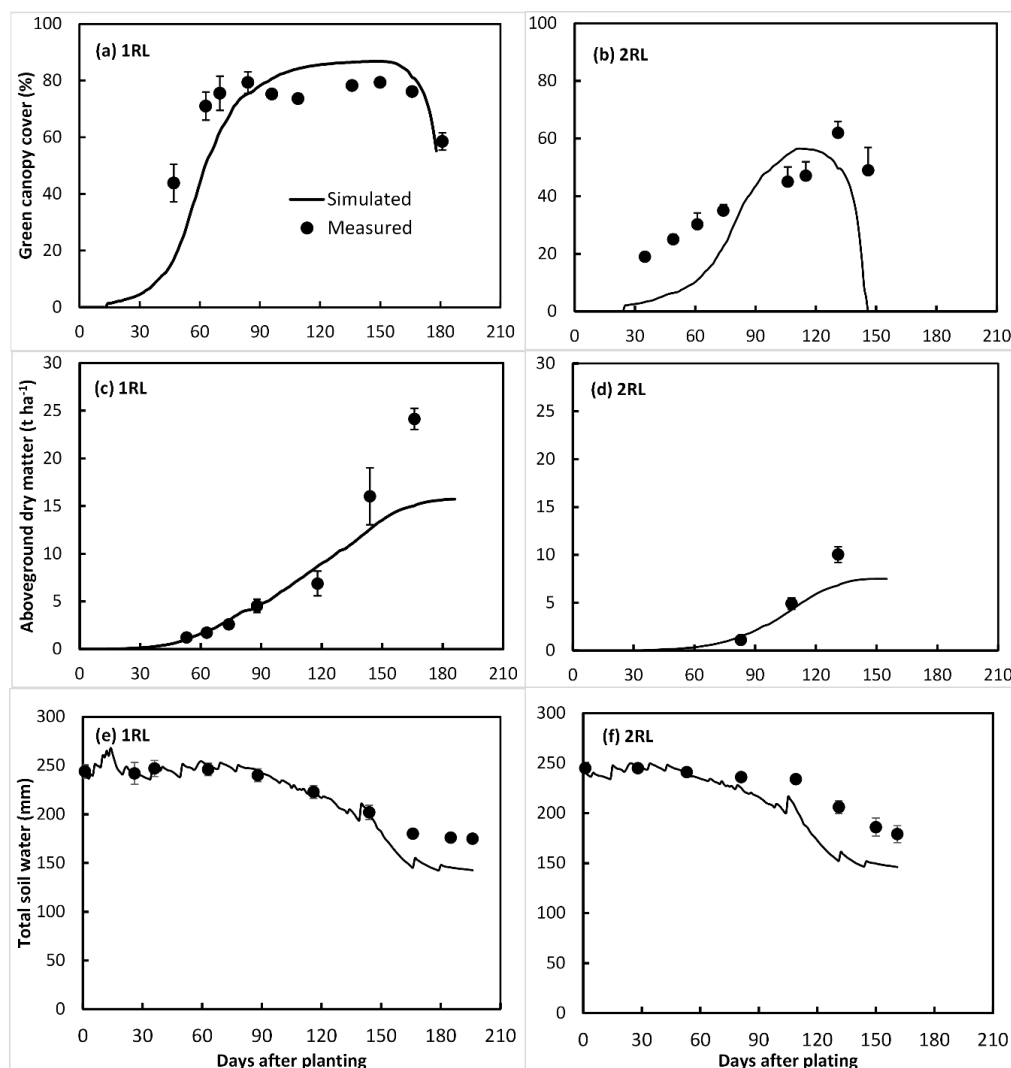 (a) 1RL
Green canopy cover (%)
100
80
60
40
20
0
Simulated
Measured
0 30 60 90 120 150 180 210
(b) 2RL
100
80
60
40
20
0
0 30 60 90 120 150 180 210
(c) 1RL
Aboveground dry matter (t ha⁻¹)
30
25
20
15
10
5
0
0 30 60 90 120 150 180 210
(d) 2RL
30
25
20
15
10
5
0
0 30 60 90 120 150 180 210
(e) 1RL
Total soil water (mm)
300
250
200
150
100
50
0
0 30 60 90 120 150 180 210
Days after planting
(f) 2RL
300
250
200
150
100
50
0
0 30 60 90 120 150 180 210
Days after plating